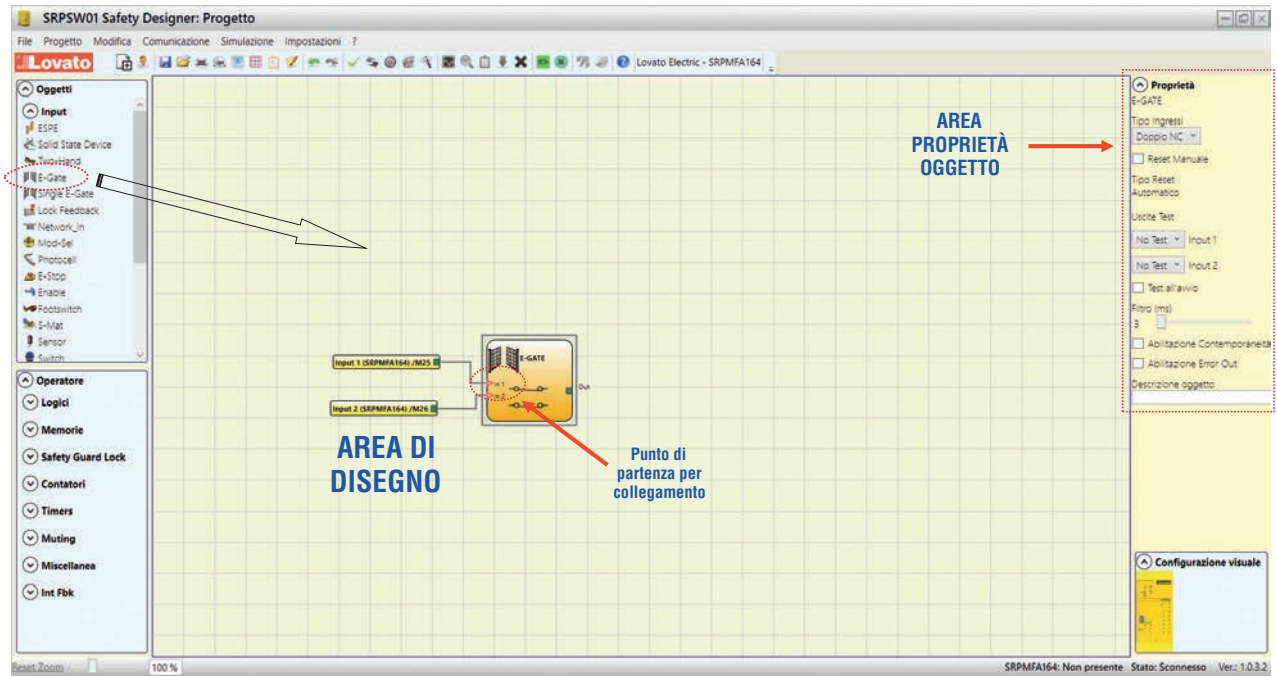 SRPSW01 Safety Designer: Progetto
File Progetto Modifica Comunicazione Simulazione Impostazioni ?
Lovato
Lovato Electric - SRPMFA164
Oggetti
Input
ESPE
Solid State Device
Two-Hand
E-Gate
Single E-Gate
Lock Feedback
Network_In
Mod-Sel
Photocell
E-Stop
Enable
Footswitch
S-Mat
Sensor
Switch
Operatore
Logici
Memorie
Safety Guard Lock
Contatori
Timers
Muting
Miscellanea
Int Fbk
Input 1 (SRPMFA164) /M25
Input 2 (SRPMFA164) /M26
E-GATE
Out
AREA DI
DISEGNO
Punto di
partenza per
collegamento
AREA
PROPRIETÀ
OGGETTO
Proprietà
E-GATE
Tipo Ingressi
Doppio NC
Reset Manuale
Tipo Reset
Automatico
Uscite Test
No Test Input 1
No Test Input 2
Test all'avvio
Filtro (ms)
3
Abilitazione Contemporaneità
Abilitazione Error Out
Descrizione oggetto
Configurazione visuale
Reset Zoom
100 %
SRPMFA164: Non presente Stato: Sconnesso Ver.: 1.0.3.2